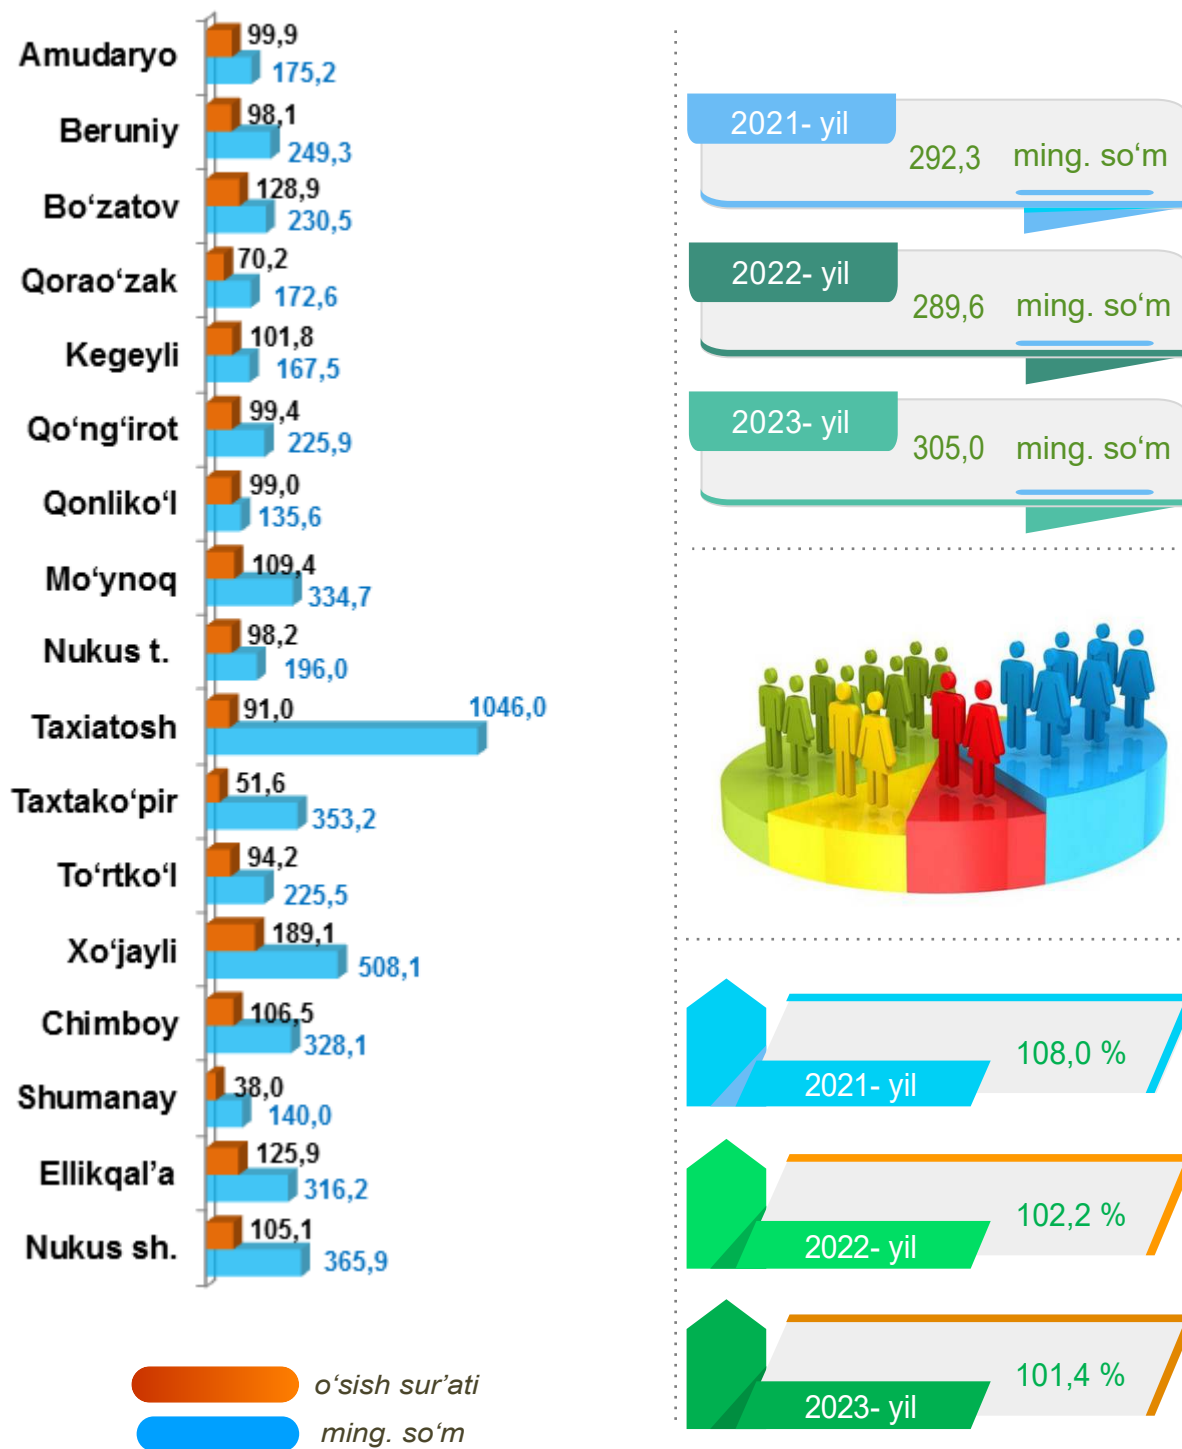 Amudaryo
99,9
175,2
Beruniy
98,1
249,3
Bo‘zatov
128,9
230,5
Qorao‘zak
70,2
172,6
Kegeyli
101,8
167,5
Qo‘ng‘irot
99,4
225,9
Qonliko‘l
99,0
135,6
Mo‘ynoq
109,4
334,7
Nukus t.
98,2
196,0
Taxiatosh
91,0
1046,0
Taxtako‘pir
51,6
353,2
To‘rtko‘l
94,2
225,5
Xo‘jayli
189,1
508,1
Chimboy
106,5
328,1
Shumanay
38,0
140,0
Ellikqal’a
125,9
316,2
Nukus sh.
105,1
365,9
o‘sish sur’ati
ming. so‘m
2021- yil
292,3 ming. so‘m
2022- yil
289,6 ming. so‘m
2023- yil
305,0 ming. so‘m
108,0 %
2021- yil
102,2 %
2022- yil
101,4 %
2023- yil